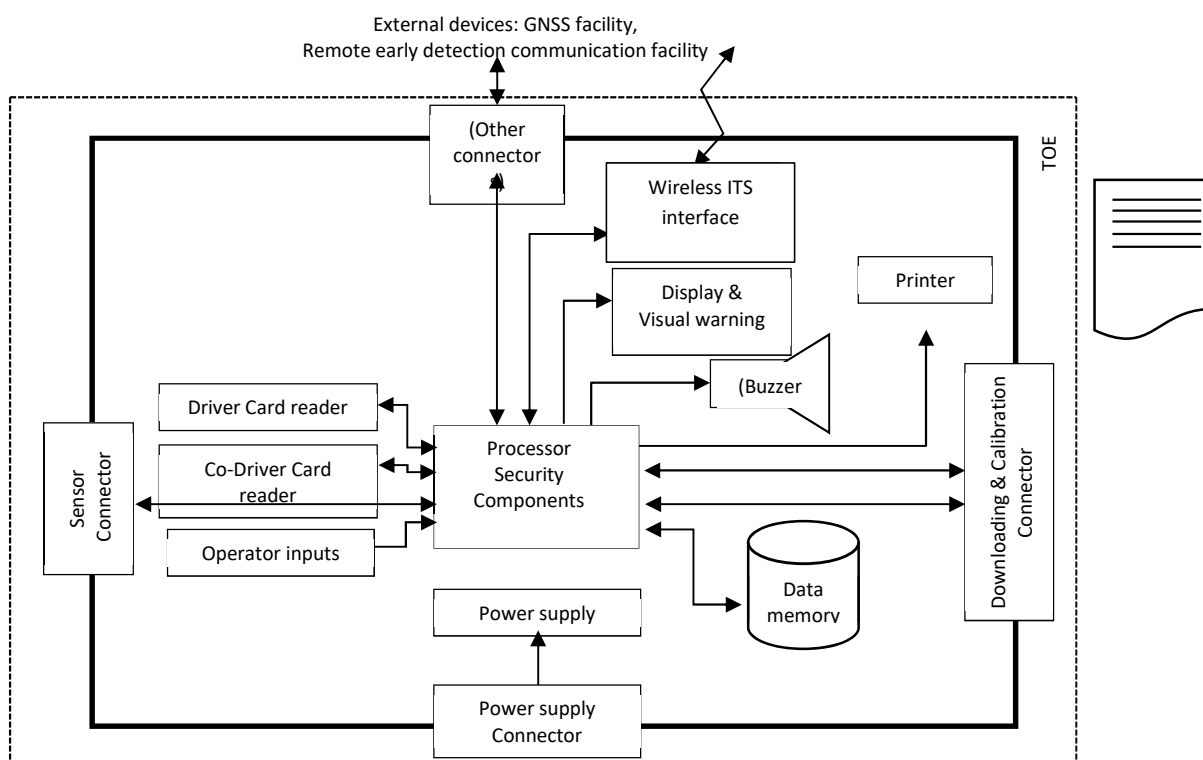 External devices: GNSS facility,
Remote early detection communication facility
(Other
connector
s)
TOE
Wireless ITS
interface
Printer
Display &
Visual warning
(Buzzer
Driver Card reader
Co-Driver Card
reader
Operator inputs
Sensor
Connector
Processor
Security
Components
Downloading & Calibration
Connector
Data
memory
Power supply
Power supply
Connector